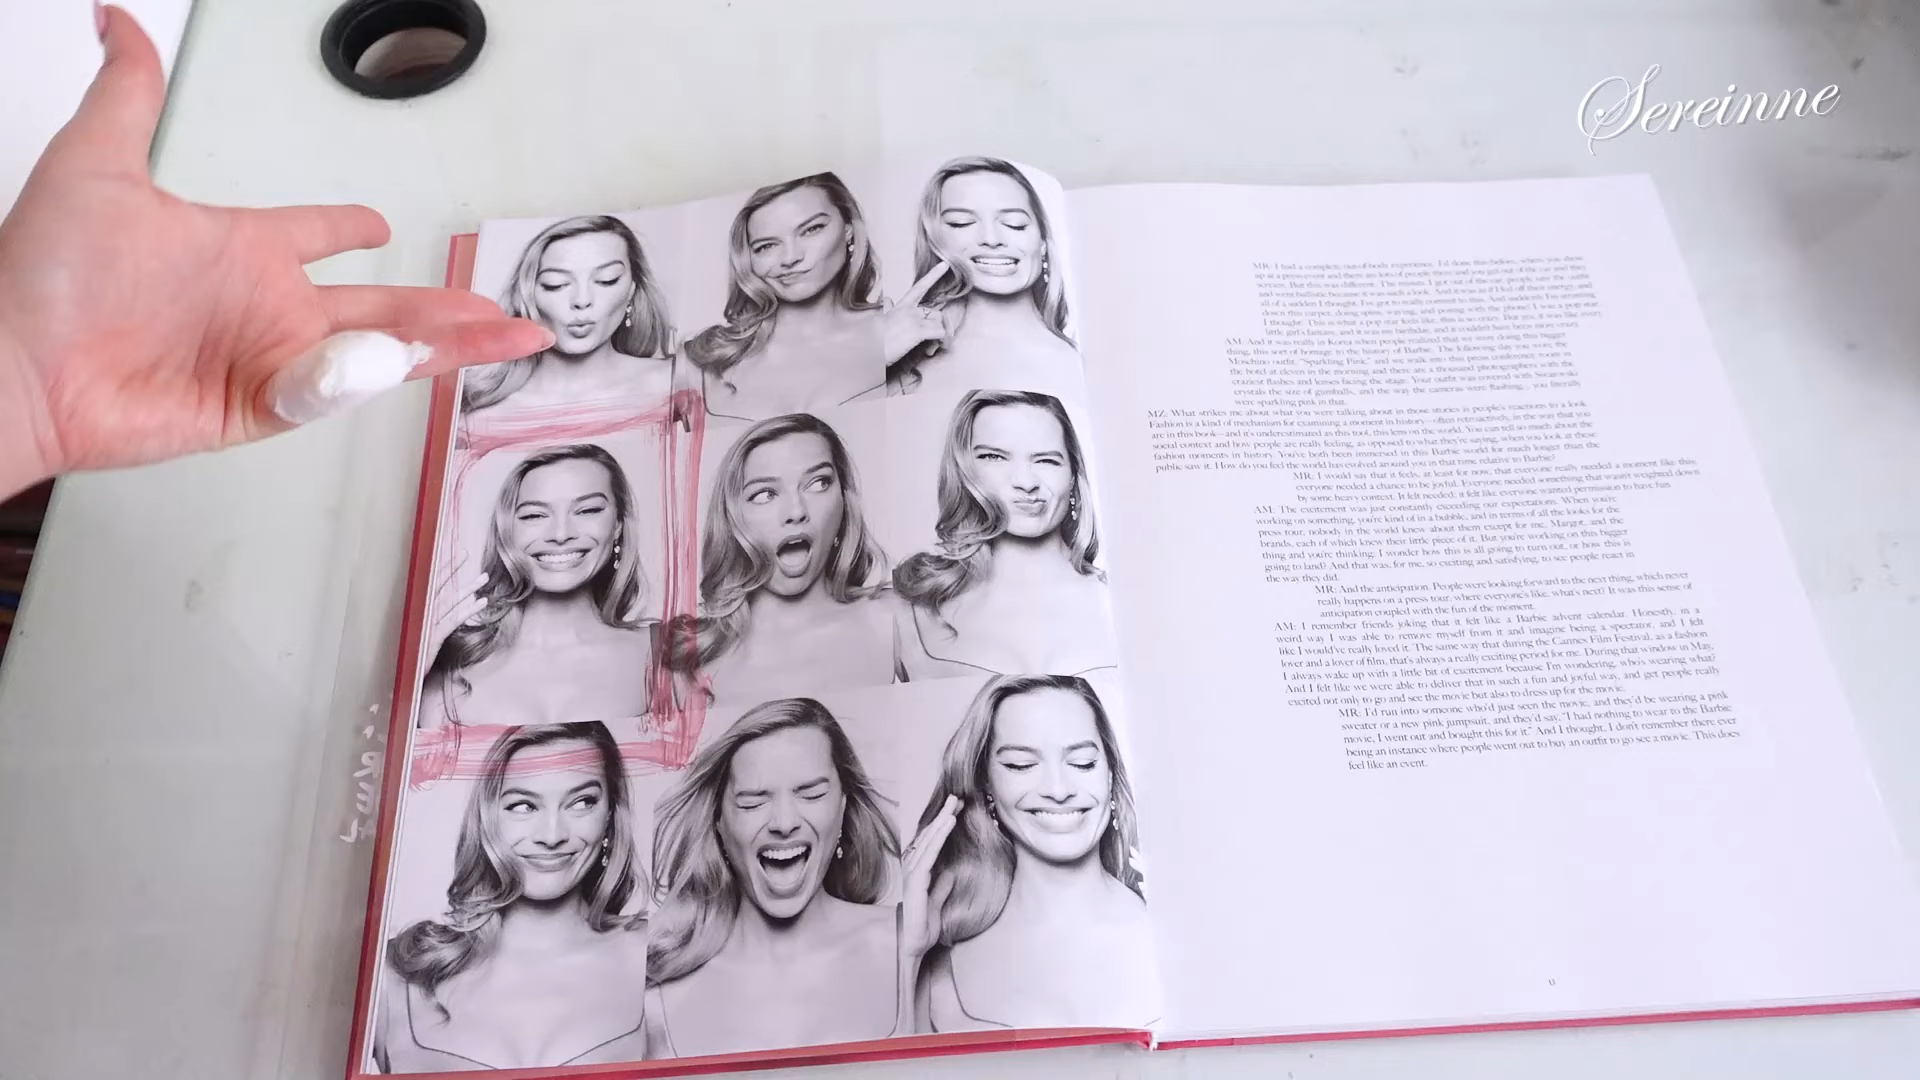 Sereinne
MR: I had a complete out-of-body experience. I'd done this before, where you show
up at a press event and there are lots of people there and you get out of the car and they
scream. But this was different. The minute I got out of the car, people saw the outfit
and went ballistic because it was such a look. And it was as if I fed off their energy, and
all of a sudden I thought, I've got to really commit to this. And suddenly I'm strutting
down this carpet, doing spins, waving, and posing with the phone! I was a pop star.
I thought: This is what a pop star feels like, this is so crazy. But yes, it was like every
little girl's fantasy, and it was my birthday, and it couldn't have been more crazy.
AM: And it was really in Korea when people realized that we were doing this bigger
thing, this sort of homage to the history of Barbie. The following day you wore the
Moschino outfit, "Sparkling Pink," and we walk into this press conference room in
the hotel at eleven in the morning and there are a thousand photographers with the
craziest flashes and lenses facing the stage. Your outfit was covered with Swarovski
crystals the size of gumballs, and the way the cameras were flashing... you literally
were sparkling pink in that.
MZ: What strikes me about what you were talking about in those stories is people's reactions to a look.
Fashion is a kind of mechanism for examining a moment in history—often retroactively, in the way that you
are in this book—and it's underestimated as this tool, this lens on the world. You can tell so much about the
social context and how people are really feeling, as opposed to what they're saying, when you look at these
fashion moments in history. You've both been immersed in this Barbie world for much longer than the
public saw it. How do you feel the world has evolved around you in that time relative to Barbie?
MR: I would say that it feels, at least for now, that everyone really needed a moment like this,
everyone needed a chance to be joyful. Everyone needed something that wasn't weighted down
by some heavy context. It felt needed; it felt like everyone wanted permission to have fun.
AM: The excitement was just constantly exceeding our expectations. When you're
working on something, you're kind of in a bubble, and in terms of all the looks for the
press tour, nobody in the world knew about them except for me, Margot, and the
brands, each of which knew their little piece of it. But you're working on this bigger
thing and you're thinking: I wonder how this is all going to turn out, or how this is
going to land? And that was, for me, so exciting and satisfying, to see people react in
the way they did.
MR: And the anticipation. People were looking forward to the next thing, which never
really happens on a press tour, where everyone's like, what's next? It was this sense of
anticipation coupled with the fun of the moment.
AM: I remember friends joking that it felt like a Barbie advent calendar. Honestly, in a
weird way I was able to remove myself from it and imagine being a spectator, and I felt
like I would've really loved it. The same way that during the Cannes Film Festival, as a fashion
lover and a lover of film, that's always a really exciting period for me. During that window in May,
I always wake up with a little bit of excitement because I'm wondering, who's wearing what?
And I felt like we were able to deliver that in such a fun and joyful way, and get people really
excited not only to go and see the movie but also to dress up for the movie.
MR: I'd run into someone who'd just seen the movie, and they'd be wearing a pink
sweater or a new pink jumpsuit, and they'd say, "I had nothing to wear to the Barbie
movie, I went out and bought this for it." And I thought, I don't remember there ever
being an instance where people went out to buy an outfit to go see a movie. This does
feel like an event.
13